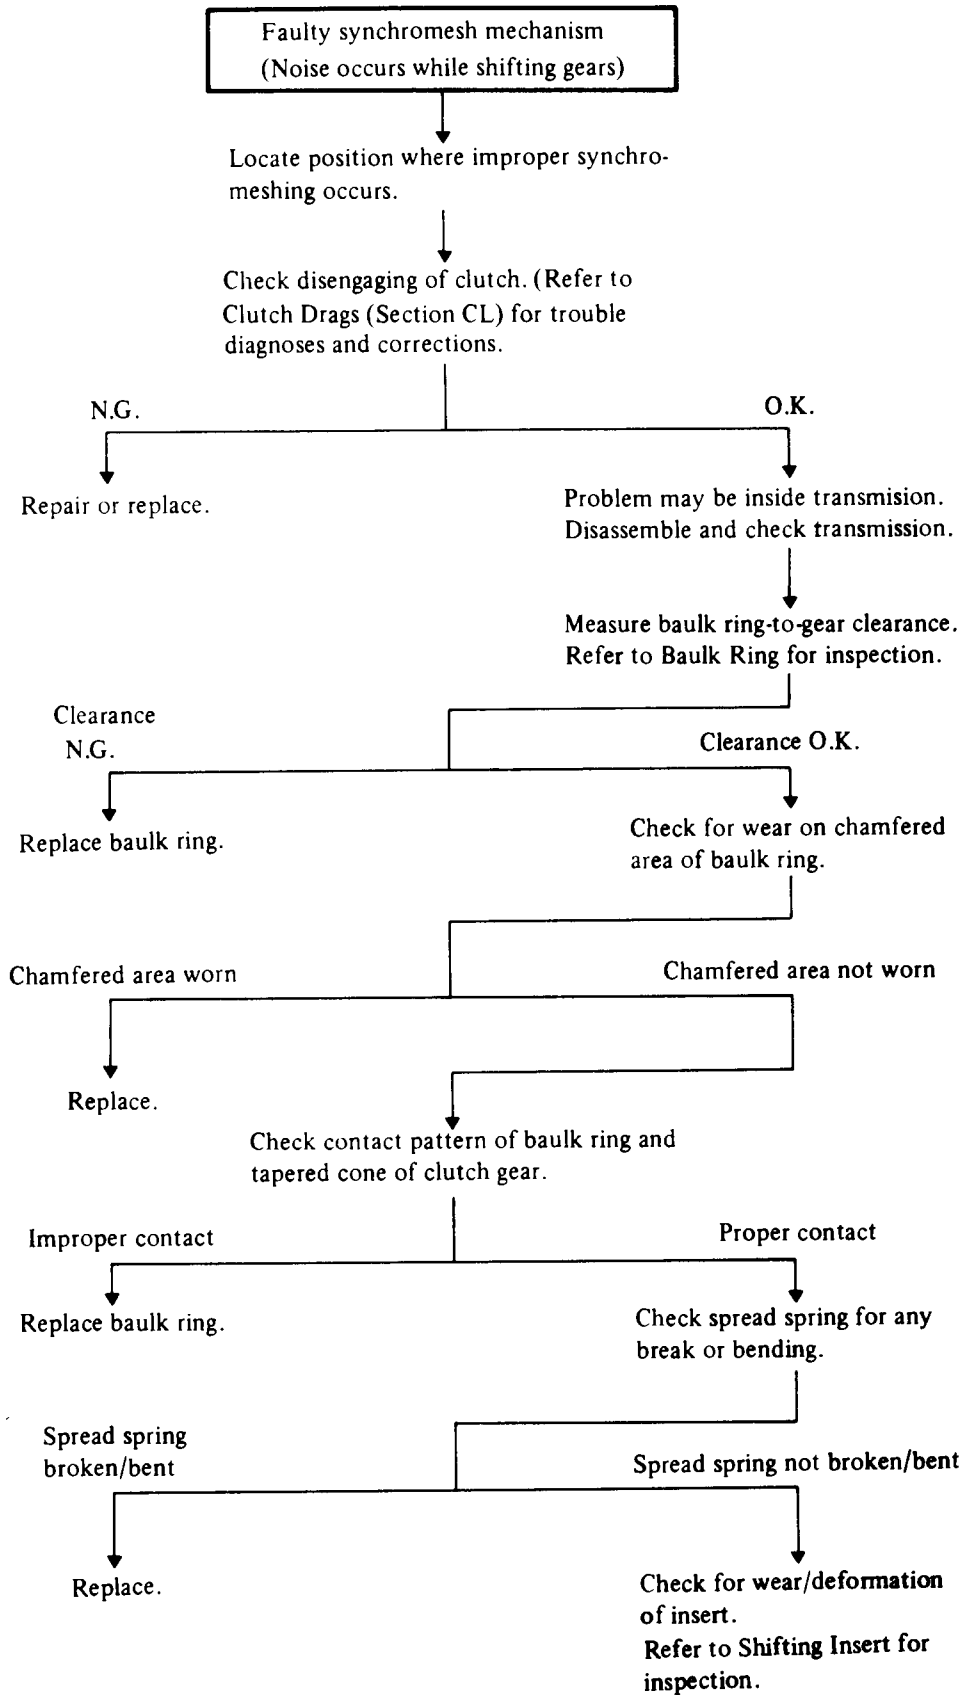 Faulty synchromesh mechanism
(Noise occurs while shifting gears)
Locate position where improper synchro-
meshing occurs.
Check disengaging of clutch. (Refer to
Clutch Drags (Section CL) for trouble
diagnoses and corrections.
N.G.
O.K.
Repair or replace.
Problem may be inside transmision.
Disassemble and check transmission.
Measure baulk ring-to-gear clearance.
Refer to Baulk Ring for inspection.
Clearance
N.G.
Clearance O.K.
Replace baulk ring.
Check for wear on chamfered
area of baulk ring.
Chamfered area worn
Chamfered area not worn
Replace.
Check contact pattern of baulk ring and
tapered cone of clutch gear.
Improper contact
Proper contact
Replace baulk ring.
Check spread spring for any
break or bending.
Spread spring
broken/bent
Spread spring not broken/bent
Replace.
Check for wear/deformation
of insert.
Refer to Shifting Insert for
inspection.